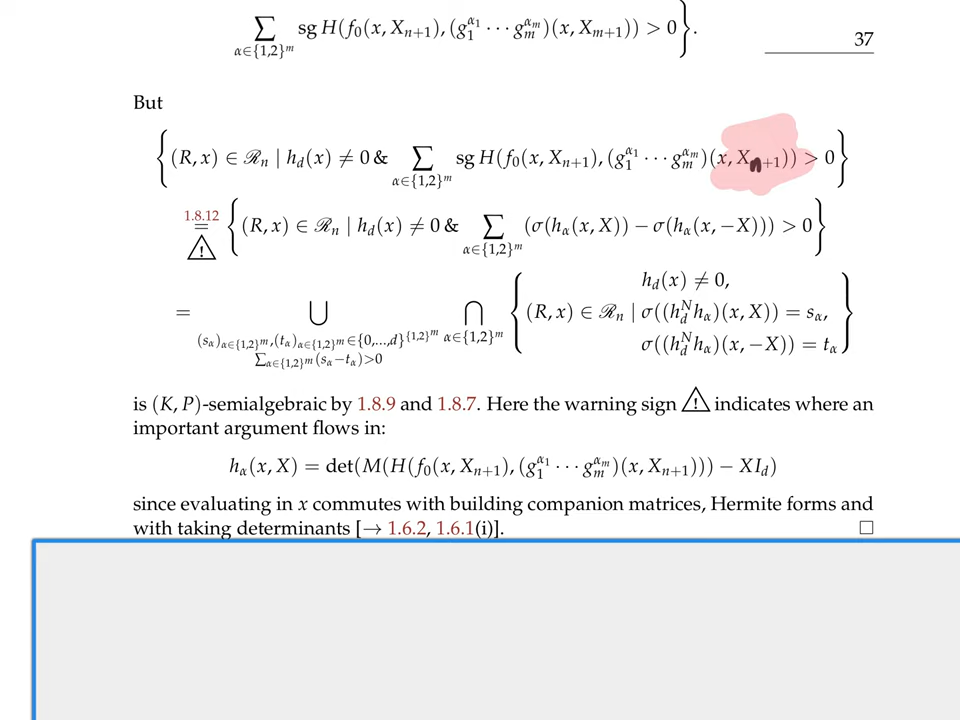 ∑_{α∈{1,2}^m} sg H(f_0(x, X_{n+1}), (g_1^{α_1} ⋯ g_m^{α_m})(x, X_{m+1})) > 0}.
37
But
{(R, x) ∈ ℛ_n | h_d(x) ≠ 0 & ∑_{α∈{1,2}^m} sg H(f_0(x, X_{n+1}), (g_1^{α_1} ⋯ g_m^{α_m})(x, X_{n+1})) > 0}
1.8.12 = ⚠ {(R, x) ∈ ℛ_n | h_d(x) ≠ 0 & ∑_{α∈{1,2}^m} (σ(h_α(x, X)) − σ(h_α(x, −X))) > 0}
= ⋃_{(s_α)_{α∈{1,2}^m},(t_α)_{α∈{1,2}^m}∈{0,...,d}^{{1,2}^m} ∑_{α∈{1,2}^m}(s_α−t_α)>0} ⋂_{α∈{1,2}^m} {(R, x) ∈ ℛ_n | h_d(x) ≠ 0, σ((h_d^N h_α)(x, X)) = s_α, σ((h_d^N h_α)(x, −X)) = t_α}
is (K, P)-semialgebraic by 1.8.9 and 1.8.7. Here the warning sign ⚠ indicates where an
important argument flows in:
h_α(x, X) = det(M(H(f_0(x, X_{n+1}), (g_1^{α_1} ⋯ g_m^{α_m})(x, X_{n+1}))) − XI_d)
since evaluating in x commutes with building companion matrices, Hermite forms and
with taking determinants [→ 1.6.2, 1.6.1(i)]. □